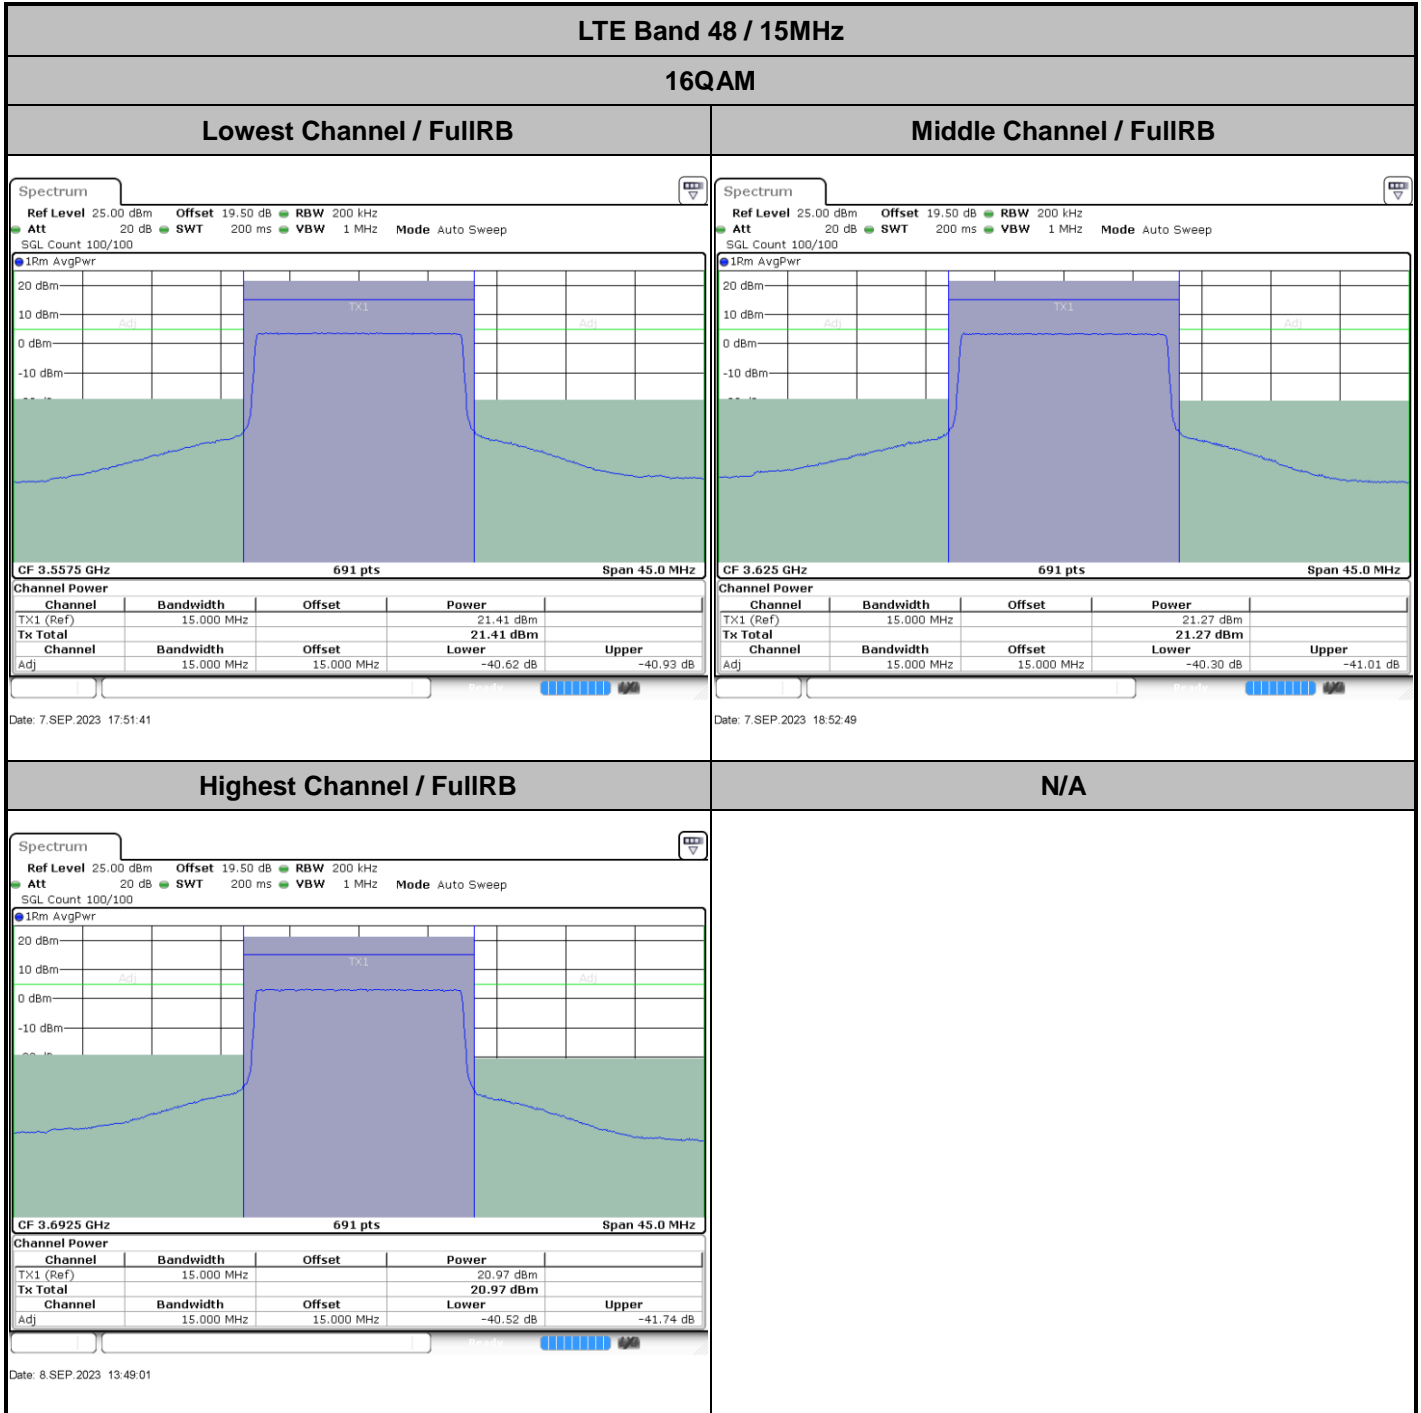 LTE Band 48 / 15MHz
16QAM
Lowest Channel / FullRB
Middle Channel / FullRB
Spectrum
Ref Level 25.00 dBm Offset 19.50 dB RBW 200 kHz
Att 20 dB SWT 200 ms VBW 1 MHz Mode Auto Sweep
SGL Count 100/100
1Rm AvgPwr
20 dBm
TX1
10 dBm
Adj
Adj
0 dBm
-10 dBm
CF 3.5575 GHz 691 pts Span 45.0 MHz
Channel Power
Channel Bandwidth Offset Power
TX1 (Ref) 15.000 MHz 21.41 dBm
Tx Total 21.41 dBm
Channel Bandwidth Offset Lower Upper
Adj 15.000 MHz 15.000 MHz -40.62 dB -40.93 dB
Ready
Date: 7.SEP.2023 17:51:41
Spectrum
Ref Level 25.00 dBm Offset 19.50 dB RBW 200 kHz
Att 20 dB SWT 200 ms VBW 1 MHz Mode Auto Sweep
SGL Count 100/100
1Rm AvgPwr
20 dBm
TX1
10 dBm
Adj
Adj
0 dBm
-10 dBm
CF 3.625 GHz 691 pts Span 45.0 MHz
Channel Power
Channel Bandwidth Offset Power
TX1 (Ref) 15.000 MHz 21.27 dBm
Tx Total 21.27 dBm
Channel Bandwidth Offset Lower Upper
Adj 15.000 MHz 15.000 MHz -40.30 dB -41.01 dB
Ready
Date: 7.SEP.2023 18:52:49
Highest Channel / FullRB
N/A
Spectrum
Ref Level 25.00 dBm Offset 19.50 dB RBW 200 kHz
Att 20 dB SWT 200 ms VBW 1 MHz Mode Auto Sweep
SGL Count 100/100
1Rm AvgPwr
20 dBm
TX1
10 dBm
Adj
Adj
0 dBm
-10 dBm
CF 3.6925 GHz 691 pts Span 45.0 MHz
Channel Power
Channel Bandwidth Offset Power
TX1 (Ref) 15.000 MHz 20.97 dBm
Tx Total 20.97 dBm
Channel Bandwidth Offset Lower Upper
Adj 15.000 MHz 15.000 MHz -40.52 dB -41.74 dB
Ready
Date: 8.SEP.2023 13:49:01